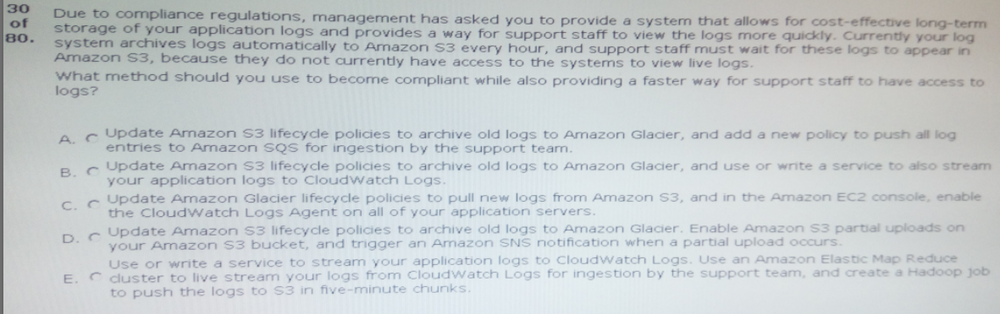 30 of 80.
Due to compliance regulations, management has asked you to provide a system that allows for cost-effective long-term
storage of your application logs and provides a way for support staff to view the logs more quickly. Currently your log
system archives logs automatically to Amazon S3 every hour, and support staff must wait for these logs to appear in
Amazon S3, because they do not currently have access to the systems to view live logs.
What method should you use to become compliant while also providing a faster way for support staff to have access to
logs?
A. Update Amazon S3 lifecycle policies to archive old logs to Amazon Glacier, and add a new policy to push all log
entries to Amazon SQS for ingestion by the support team.
B. Update Amazon S3 lifecycle policies to archive old logs to Amazon Glacier, and use or write a service to also stream
your application logs to CloudWatch Logs.
C. Update Amazon Glacier lifecycle policies to pull new logs from Amazon S3, and in the Amazon EC2 console, enable
the CloudWatch Logs Agent on all of your application servers.
D. Update Amazon S3 lifecycle policies to archive old logs to Amazon Glacier. Enable Amazon S3 partial uploads on
your Amazon S3 bucket, and trigger an Amazon SNS notification when a partial upload occurs.
E. Use or write a service to stream your application logs to CloudWatch Logs. Use an Amazon Elastic Map Reduce
cluster to live stream your logs from CloudWatch Logs for ingestion by the support team, and create a Hadoop job
to push the logs to S3 in five-minute chunks.